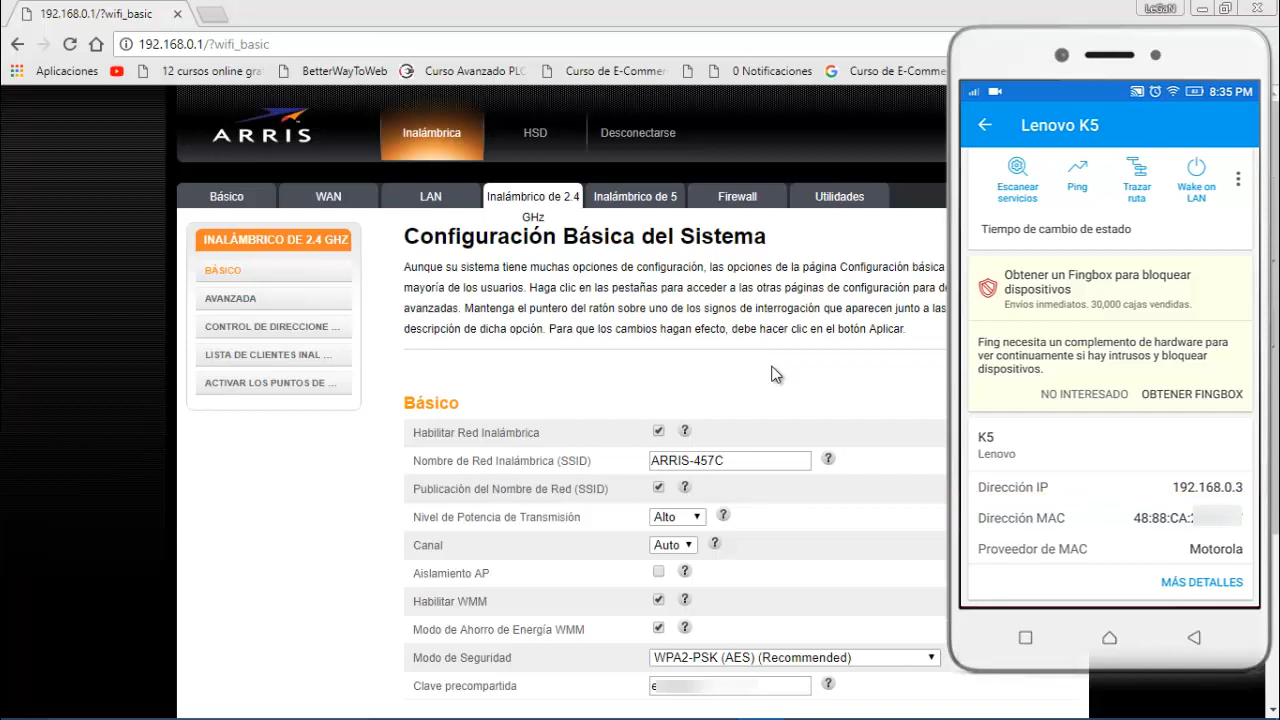 192.168.0.1/?wifi_basic
LeGaN
192.168.0.1/?wifi_basic
Aplicaciones
12 cursos online gra
BetterWayToWeb
Curso Avanzado PLC
Curso de E-Commer
0 Notificaciones
Curso de E-Comme
ARRIS
Inalámbrica
HSD
Desconectarse
Básico
WAN
LAN
Inalámbrico de 2.4
GHz
Inalámbrico de 5
Firewall
Utilidades
INALÁMBRICO DE 2.4 GHZ
BÁSICO
AVANZADA
CONTROL DE DIRECCIONE ...
LISTA DE CLIENTES INAL ...
ACTIVAR LOS PUNTOS DE ...
Configuración Básica del Sistema
Aunque su sistema tiene muchas opciones de configuración, las opciones de la página Configuración básica
mayoría de los usuarios. Haga clic en las pestañas para acceder a las otras páginas de configuración para de
avanzadas. Mantenga el puntero del ratón sobre uno de los signos de interrogación que aparecen junto a las
descripción de dicha opción. Para que los cambios hagan efecto, debe hacer clic en el botón Aplicar.
Básico
Habilitar Red Inalámbrica ?
Nombre de Red Inalámbrica (SSID) ARRIS-457C ?
Publicación del Nombre de Red (SSID) ?
Nivel de Potencia de Transmisión Alto ?
Canal Auto ?
Aislamiento AP ?
Habilitar WMM ?
Modo de Ahorro de Energía WMM ?
Modo de Seguridad WPA2-PSK (AES) (Recommended)
Clave precompartida e ?
83 8:35 PM
Lenovo K5
Escanear
servicios
Ping
Trazar
ruta
Wake on
LAN
Tiempo de cambio de estado
Obtener un Fingbox para bloquear
dispositivos
Envíos inmediatos. 30,000 cajas vendidas.
Fing necesita un complemento de hardware para
ver continuamente si hay intrusos y bloquear
dispositivos.
NO INTERESADO OBTENER FINGBOX
K5
Lenovo
Dirección IP 192.168.0.3
Dirección MAC 48:88:CA:
Proveedor de MAC Motorola
MÁS DETALLES